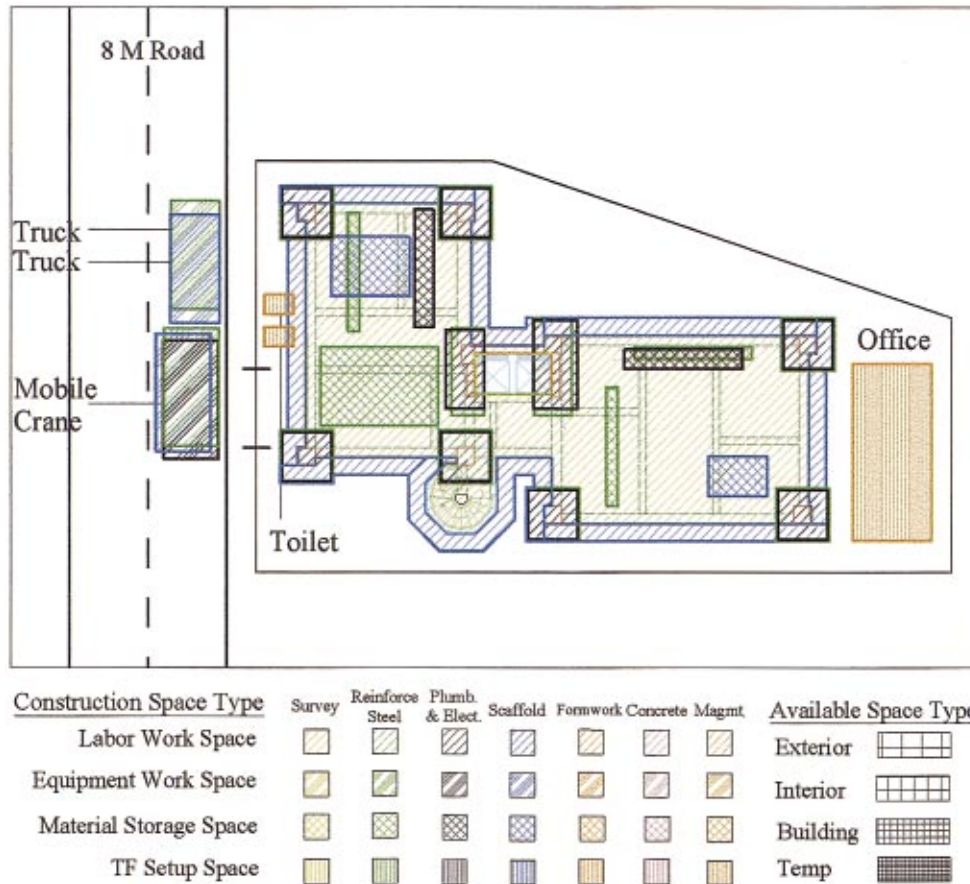 8 M Road
Truck
Truck
Mobile
Crane
Office
Toilet
Construction Space Type
Survey
Reinforce
Steel
Plumb.
& Elect.
Scaffold
Formwork
Concrete
Magmt.
Available Space Type
Labor Work Space
Exterior
Equipment Work Space
Interior
Material Storage Space
Building
TF Setup Space
Temp